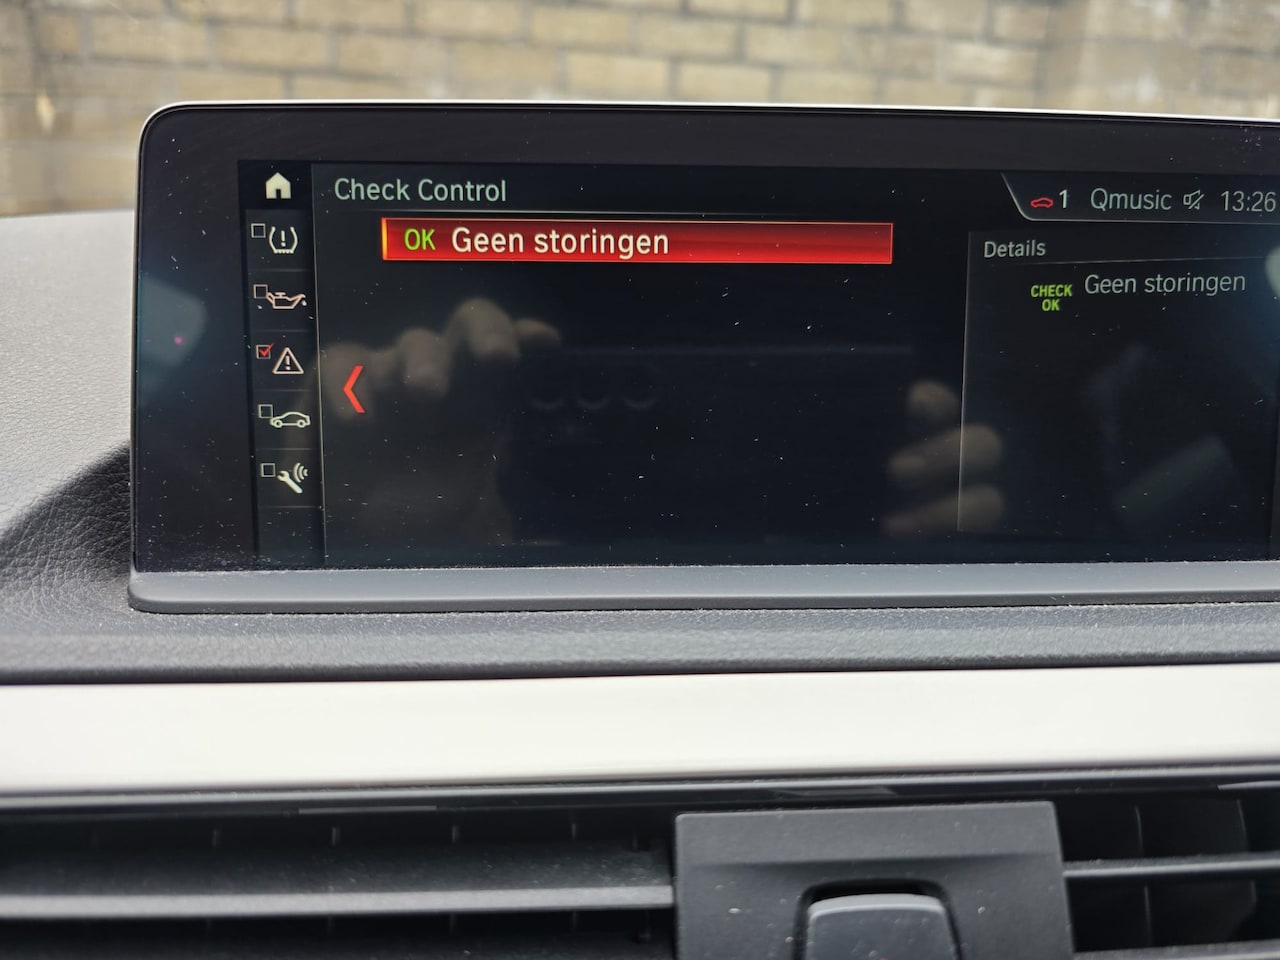 Check Control
1 Qmusic 13:26
OK Geen storingen
Details
CHECK OK Geen storingen